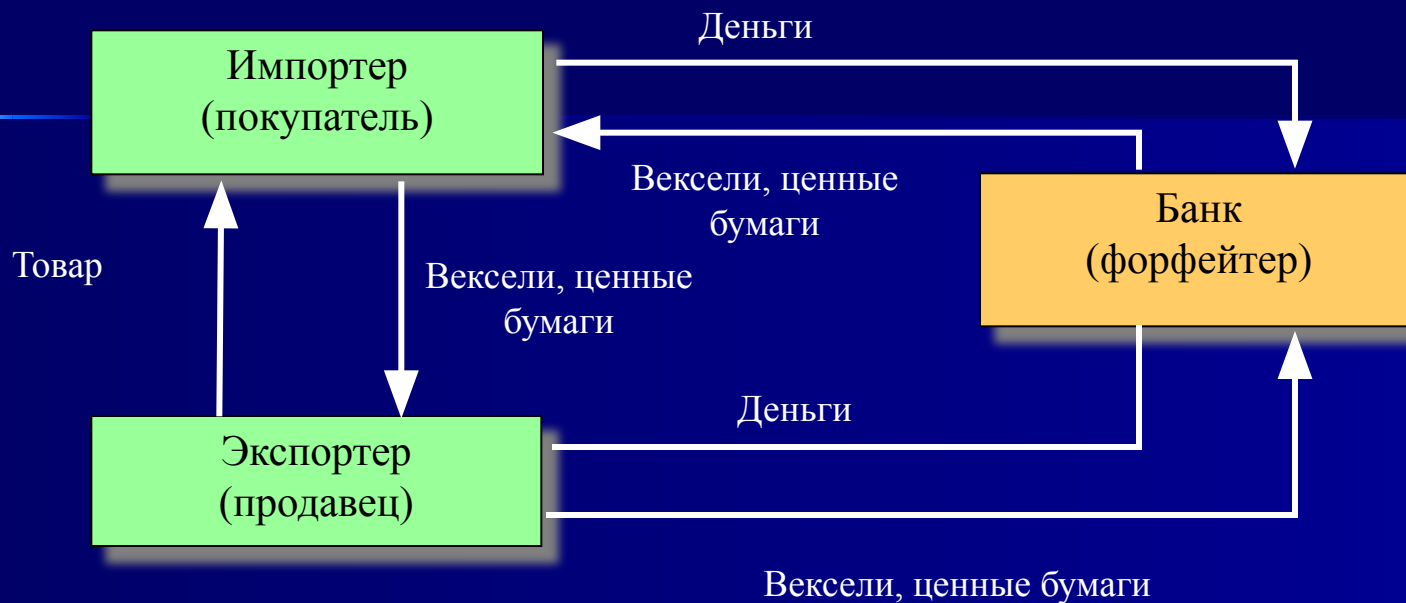 Деньги
Импортер
(покупатель)
Вексели, ценные
бумаги
Банк
(форфейтер)
Товар
Вексели, ценные
бумаги
Деньги
Экспортер
(продавец)
Вексели, ценные бумаги